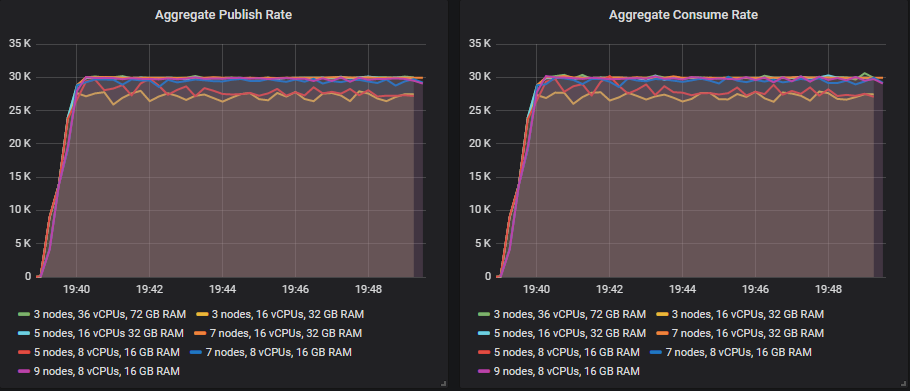 Aggregate Publish Rate
35 K
30 K
25 K
20 K
15 K
10 K
5 K
0
19:40 19:42 19:44 19:46 19:48
3 nodes, 36 vCPUs, 72 GB RAM 3 nodes, 16 vCPUs, 32 GB RAM
5 nodes, 16 vCPUs 32 GB RAM 7 nodes, 16 vCPUs, 32 GB RAM
5 nodes, 8 vCPUs, 16 GB RAM 7 nodes, 8 vCPUs, 16 GB RAM
9 nodes, 8 vCPUs, 16 GB RAM
Aggregate Consume Rate
35 K
30 K
25 K
20 K
15 K
10 K
5 K
0
19:40 19:42 19:44 19:46 19:48
3 nodes, 36 vCPUs, 72 GB RAM 3 nodes, 16 vCPUs, 32 GB RAM
5 nodes, 16 vCPUs 32 GB RAM 7 nodes, 16 vCPUs, 32 GB RAM
5 nodes, 8 vCPUs, 16 GB RAM 7 nodes, 8 vCPUs, 16 GB RAM
9 nodes, 8 vCPUs, 16 GB RAM